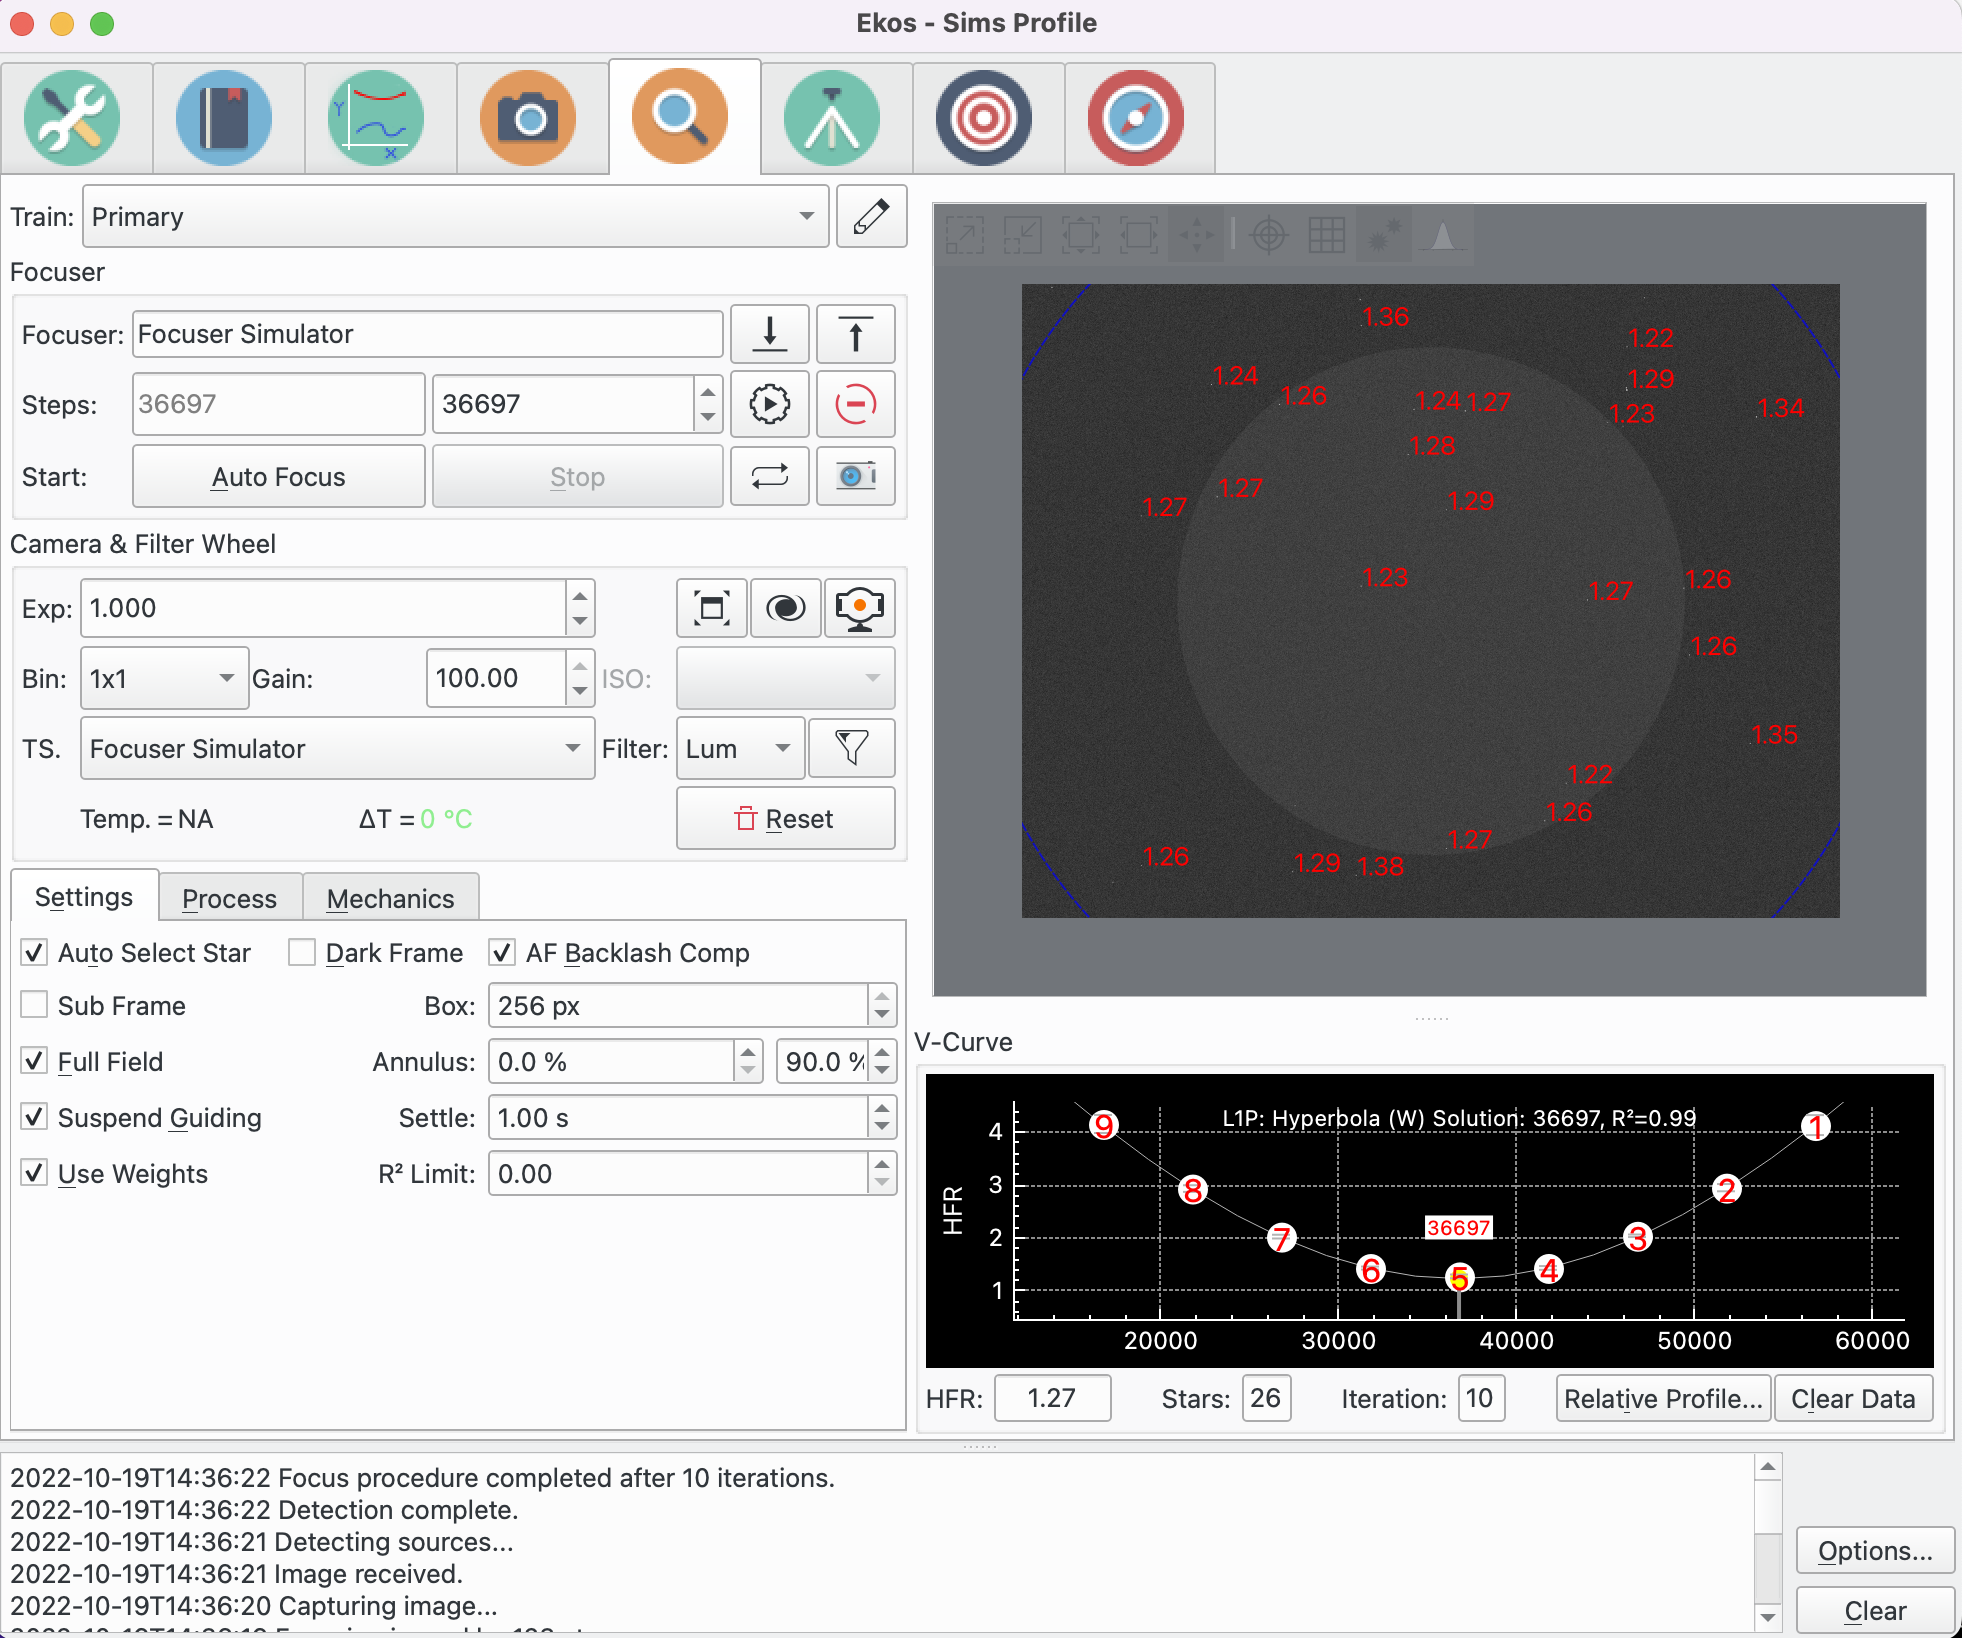 Ekos - Sims Profile
Train: Primary
Focuser
Focuser: Focuser Simulator
Steps: 36697 36697
Start: Auto Focus Stop
Camera & Filter Wheel
Exp: 1.000
Bin: 1x1 Gain: 100.00 ISO:
TS. Focuser Simulator Filter: Lum
Temp. = NA ΔT = 0 °C Reset
Settings Process Mechanics
Auto Select Star Dark Frame AF Backlash Comp
Sub Frame Box: 256 px
Full Field Annulus: 0.0 % 90.0 %
Suspend Guiding Settle: 1.00 s
Use Weights R² Limit: 0.00
1.36
1.22
1.24
1.29
1.26
1.24 1.27
1.23
1.34
1.28
1.27
1.27
1.29
1.23
1.27
1.26
1.26
1.35
1.22
1.26
1.27
1.26
1.29 1.38
V-Curve
L1P: Hyperbola (W) Solution: 36697, R²=0.99
HFR
4
3
2
1
9
8
7
6
5
4
3
2
1
36697
20000 30000 40000 50000 60000
HFR: 1.27 Stars: 26 Iteration: 10 Relative Profile... Clear Data
2022-10-19T14:36:22 Focus procedure completed after 10 iterations.
2022-10-19T14:36:22 Detection complete.
2022-10-19T14:36:21 Detecting sources...
2022-10-19T14:36:21 Image received.
2022-10-19T14:36:20 Capturing image...
Options...
Clear